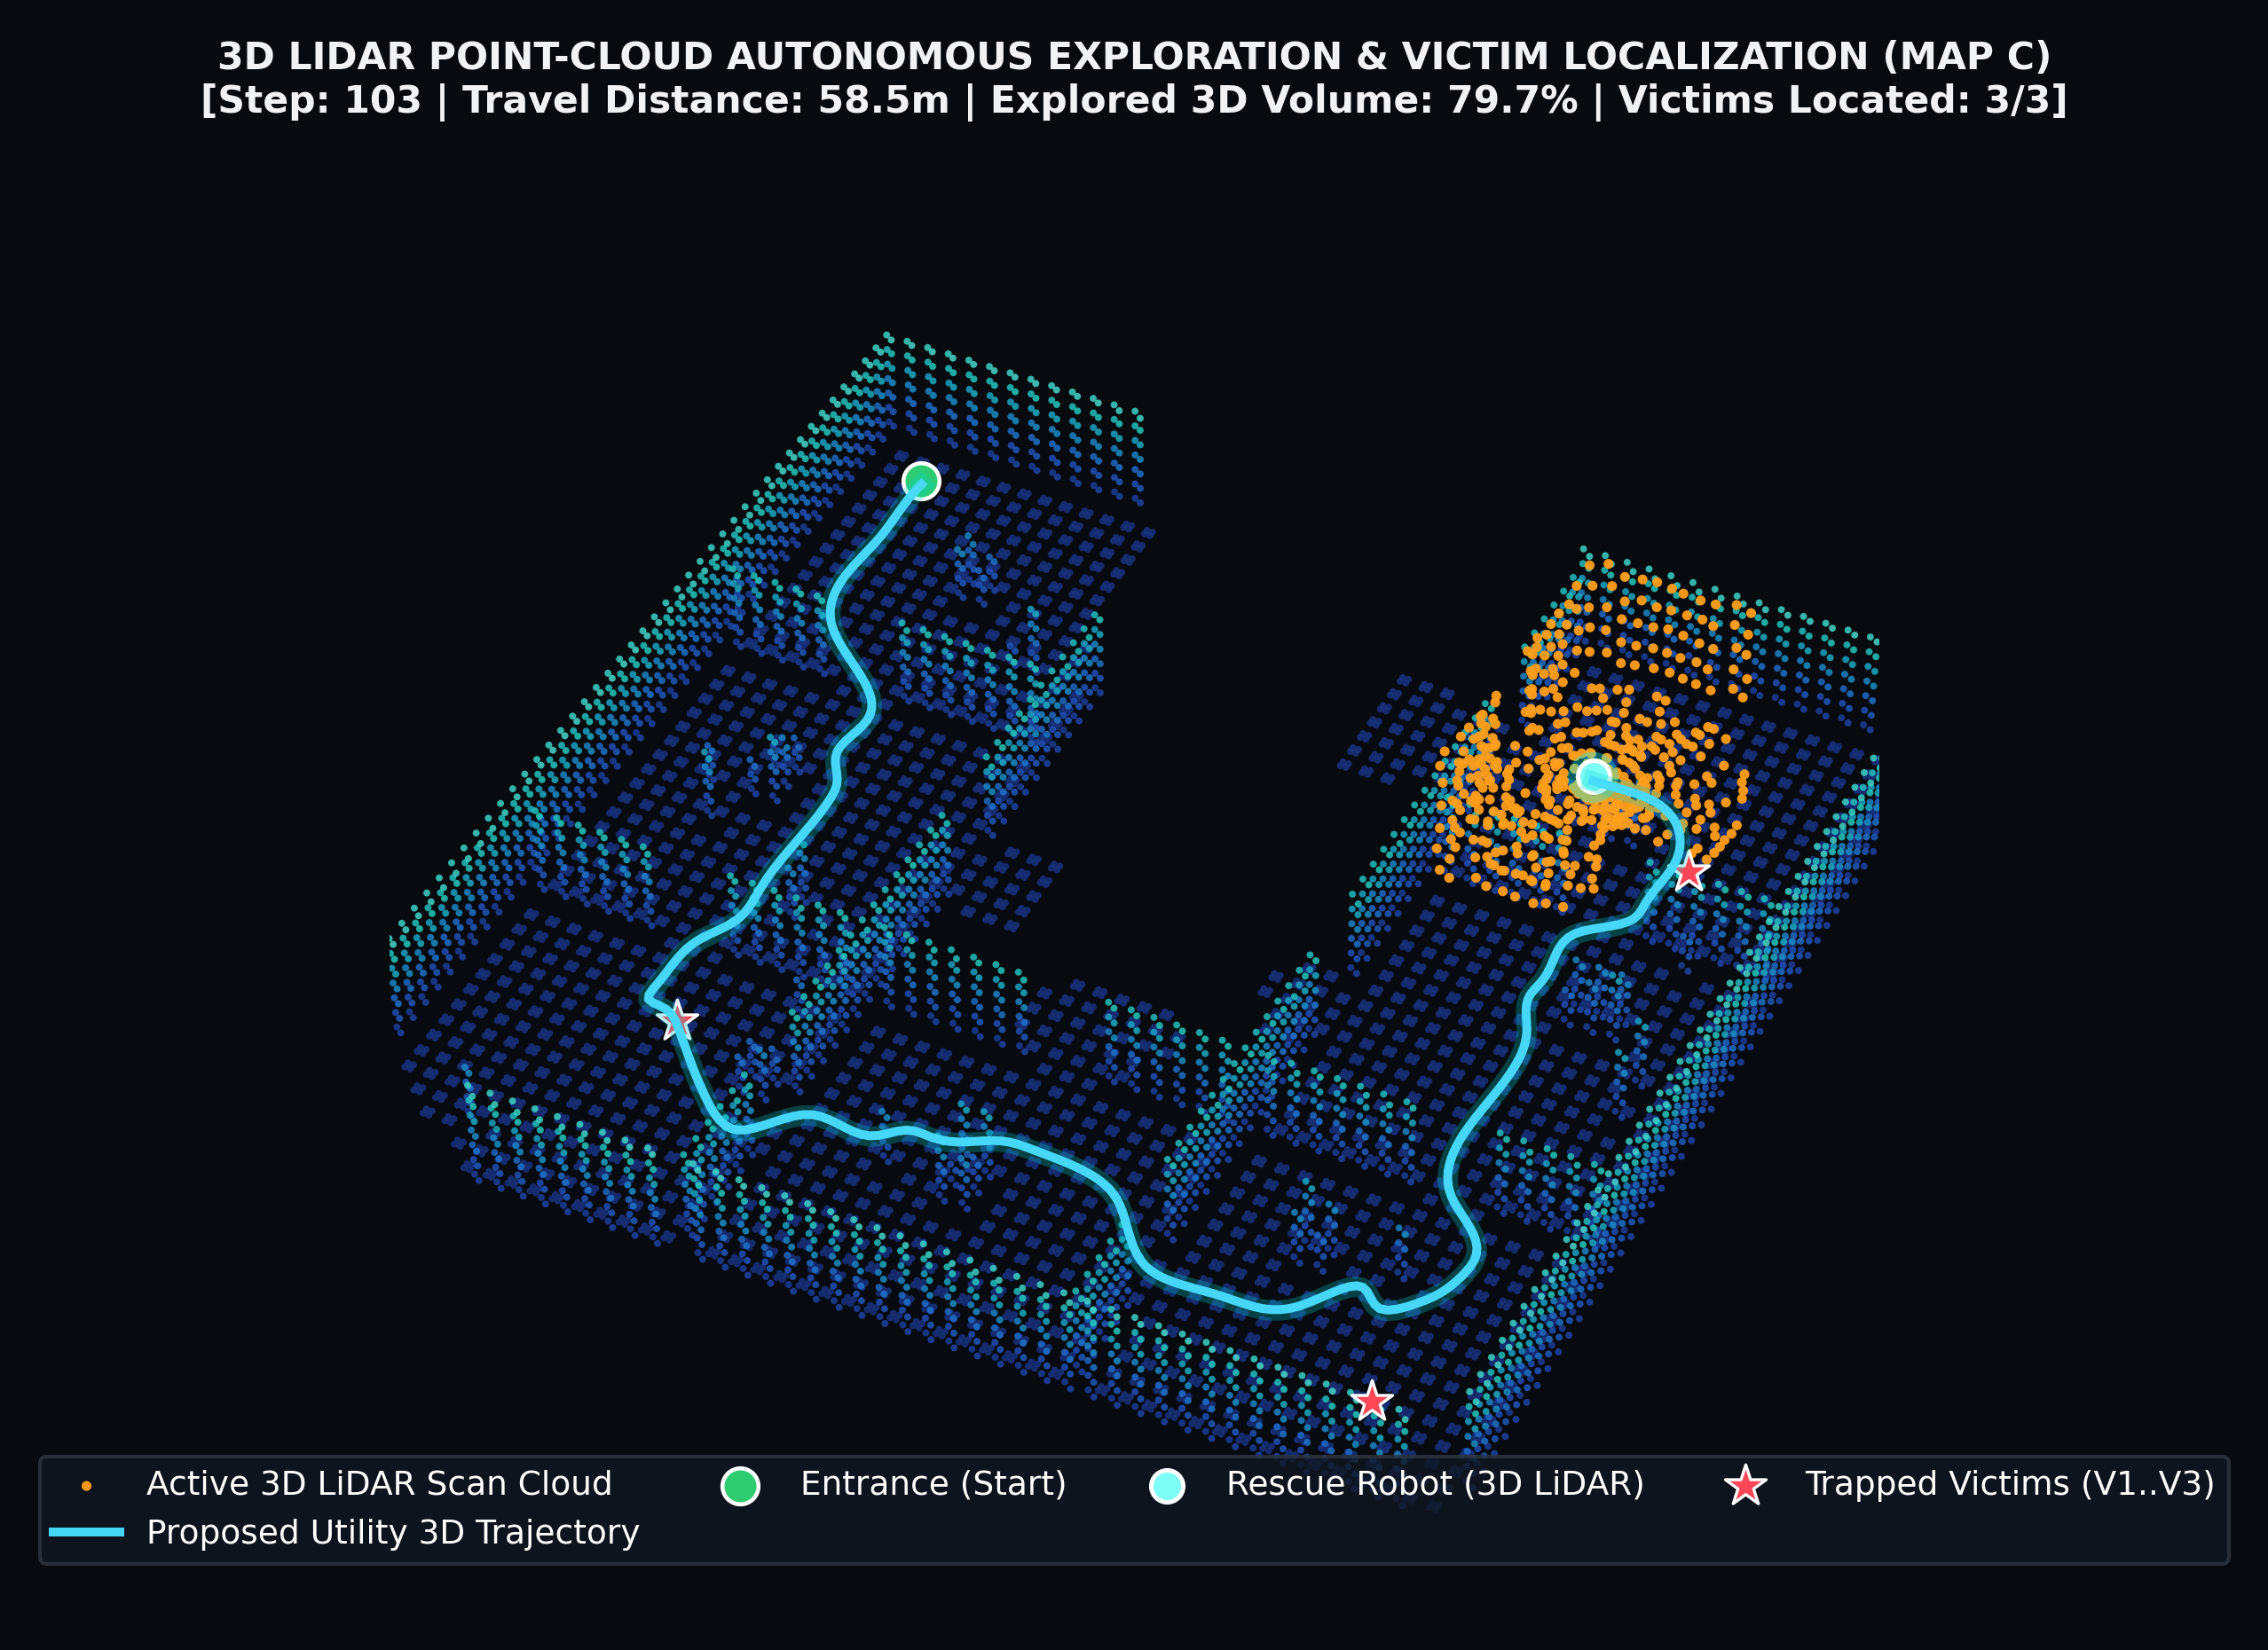 3D LIDAR POINT-CLOUD AUTONOMOUS EXPLORATION & VICTIM LOCALIZATION (MAP C)
[Step: 103 | Travel Distance: 58.5m | Explored 3D Volume: 79.7% | Victims Located: 3/3]
Active 3D LiDAR Scan Cloud
Proposed Utility 3D Trajectory
Entrance (Start)
Rescue Robot (3D LiDAR)
Trapped Victims (V1..V3)